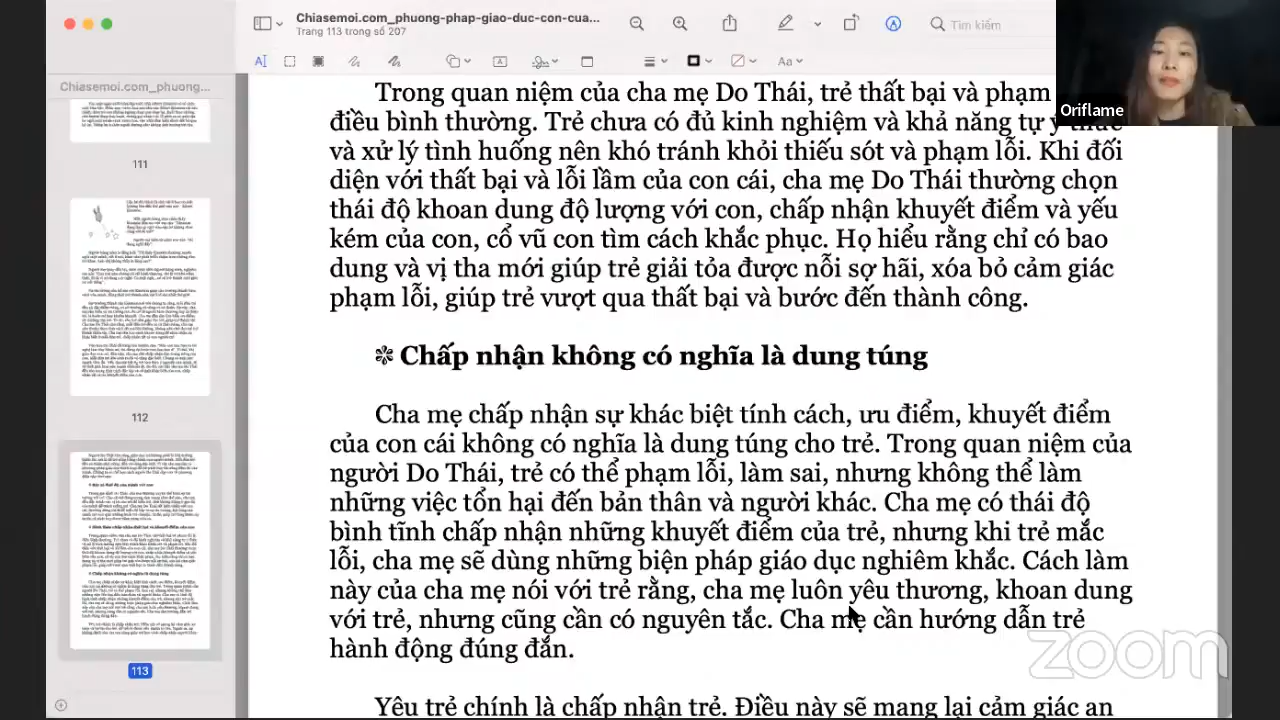 Chiasemoi.com_phuong-phap-giao-duc-con-cua...
Trang 113 trong số 207
Tìm kiếm
Aa
Chiasemoi.com_phuong...
111
112
113
Oriflame
Trong quan niệm của cha mẹ Do Thái, trẻ thất bại và phạm
điều bình thường. Trẻ chưa có đủ kinh nghiệm và khả năng tự ý thức
và xử lý tình huống nên khó tránh khỏi thiếu sót và phạm lỗi. Khi đối
diện với thất bại và lỗi lầm của con cái, cha mẹ Do Thái thường chọn
thái độ khoan dung độ lượng với con, chấp nhận khuyết điểm và yếu
kém của con, cổ vũ con tìm cách khắc phục. Họ hiểu rằng chỉ có bao
dung và vị tha mới giúp trẻ giải tỏa được nỗi sợ hãi, xóa bỏ cảm giác
phạm lỗi, giúp trẻ vượt qua thất bại và bước đến thành công.
❇ Chấp nhận không có nghĩa là dung túng
Cha mẹ chấp nhận sự khác biệt tính cách, ưu điểm, khuyết điểm
của con cái không có nghĩa là dung túng cho trẻ. Trong quan niệm của
người Do Thái, trẻ có thể phạm lỗi, làm sai, nhưng không thể làm
những việc tổn hại đến bản thân và người khác. Cha mẹ có thái độ
bình tĩnh chấp nhận những khuyết điểm của trẻ, nhưng khi trẻ mắc
lỗi, cha mẹ sẽ dùng những biện pháp giáo dục nghiêm khắc. Cách làm
này của cha mẹ nói với trẻ rằng, cha mẹ luôn yêu thương, khoan dung
với trẻ, nhưng cũng cần có nguyên tắc. Cha mẹ cần hướng dẫn trẻ
hành động đúng đắn.
Yêu trẻ chính là chấp nhận trẻ. Điều này sẽ mang lại cảm giác an
zoom